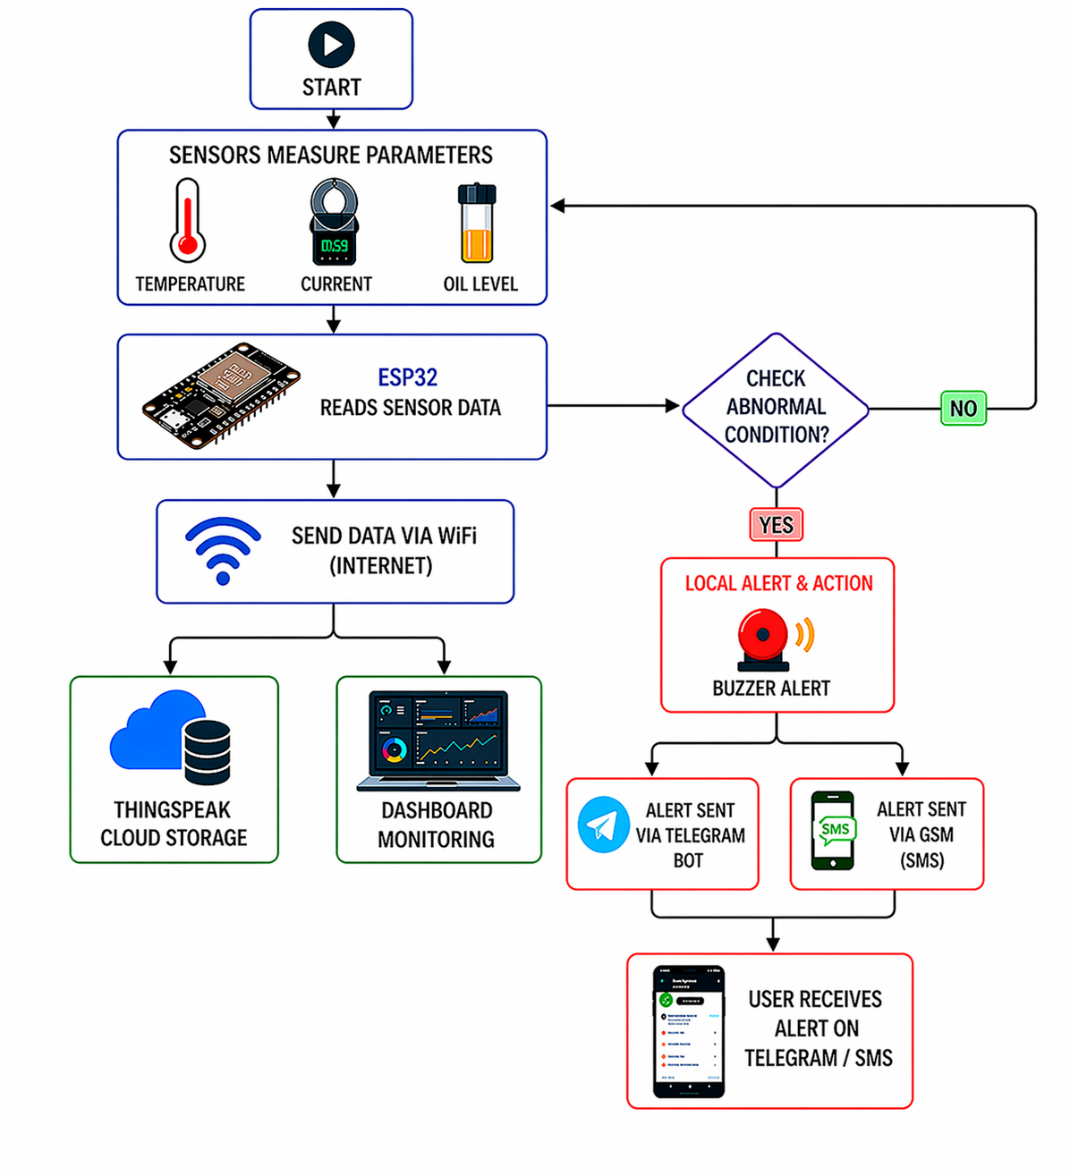 START
SENSORS MEASURE PARAMETERS
TEMPERATURE
CURRENT
OIL LEVEL
ESP32
READS SENSOR DATA
CHECK
ABNORMAL
CONDITION?
NO
YES
SEND DATA VIA WiFi
(INTERNET)
LOCAL ALERT & ACTION
BUZZER ALERT
THINGSPEAK
CLOUD STORAGE
DASHBOARD
MONITORING
ALERT SENT
VIA TELEGRAM
BOT
SMS
ALERT SENT
VIA GSM
(SMS)
USER RECEIVES
ALERT ON
TELEGRAM / SMS